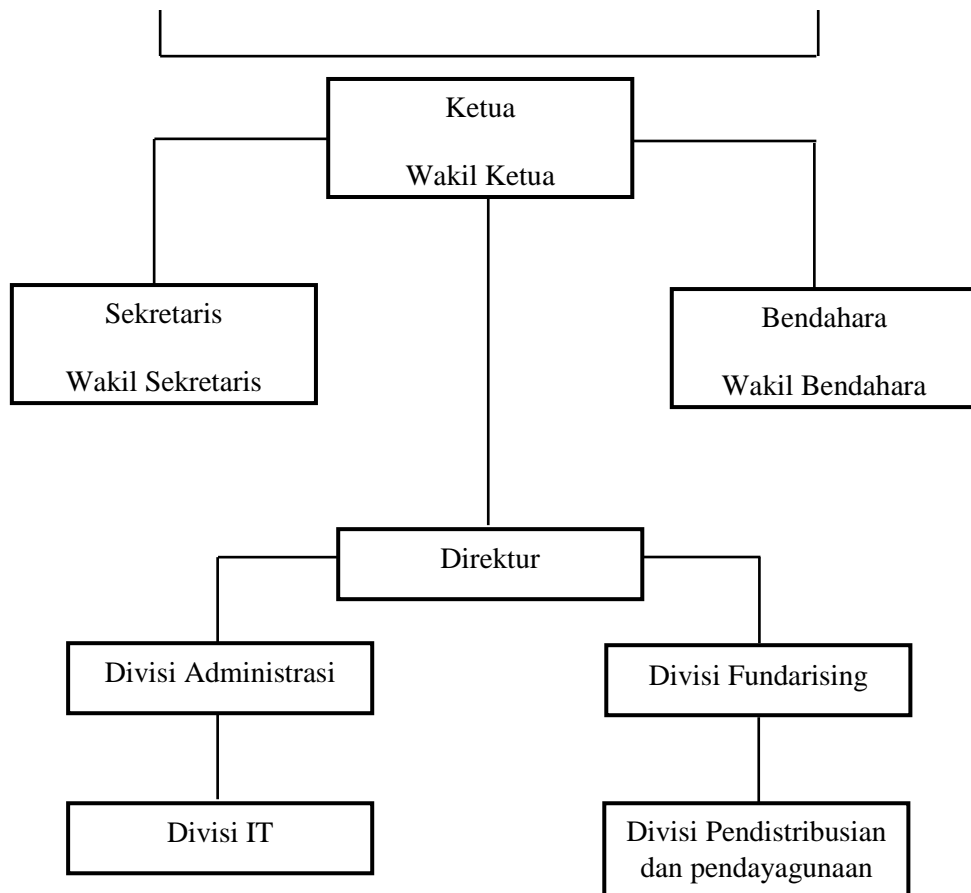 Ketua
Wakil Ketua
Sekretaris
Wakil Sekretaris
Bendahara
Wakil Bendahara
Direktur
Divisi Administrasi
Divisi Fundarising
Divisi IT
Divisi Pendistribusian
dan pendayagunaan